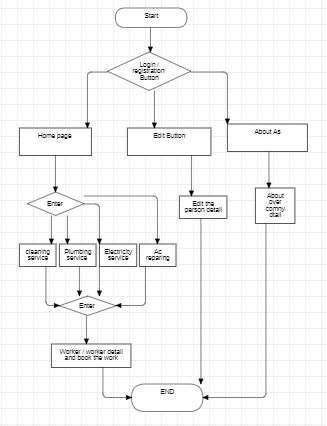 Start
Login /
registration
Button
Home page
Edit Button
About As
Enter
Edit the
person detail
About
over
comny
dtail
cleaning
service
Plumbing
service
Electricity
service
Ac
reparing
Enter
Worker / worker detail
and book the work
END